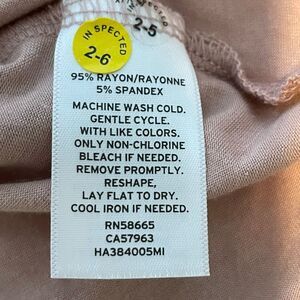 INSPECTED
2-6
2-5
95% RAYON/RAYONNE
5% SPANDEX
MACHINE WASH COLD.
GENTLE CYCLE.
WITH LIKE COLORS.
ONLY NON-CHLORINE
BLEACH IF NEEDED.
REMOVE PROMPTLY.
RESHAPE,
LAY FLAT TO DRY.
COOL IRON IF NEEDED.
RN58665
CA57963
HA384005MI